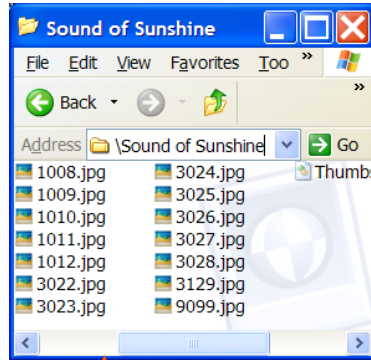 Sound of Sunshine
File Edit View Favorites Too »
Back »
Address \Sound of Sunshine Go
1008.jpg 3024.jpg Thumbs
1009.jpg 3025.jpg
1010.jpg 3026.jpg
1011.jpg 3027.jpg
1012.jpg 3028.jpg
3022.jpg 3129.jpg
3023.jpg 9099.jpg